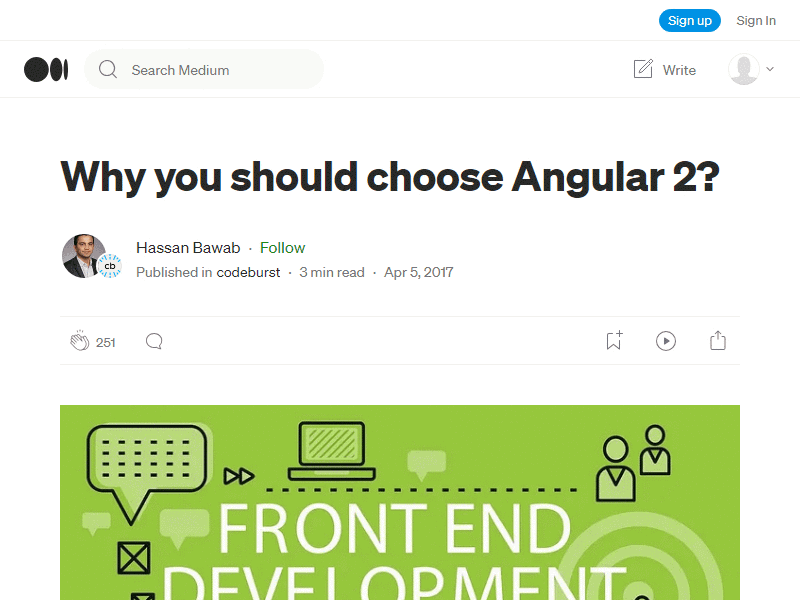 Sign up Sign In
Search Medium Write
Why you should choose Angular 2?
Hassan Bawab · Follow
cb
Published in codeburst · 3 min read · Apr 5, 2017
251
FRONT END
DEVELOPMENT